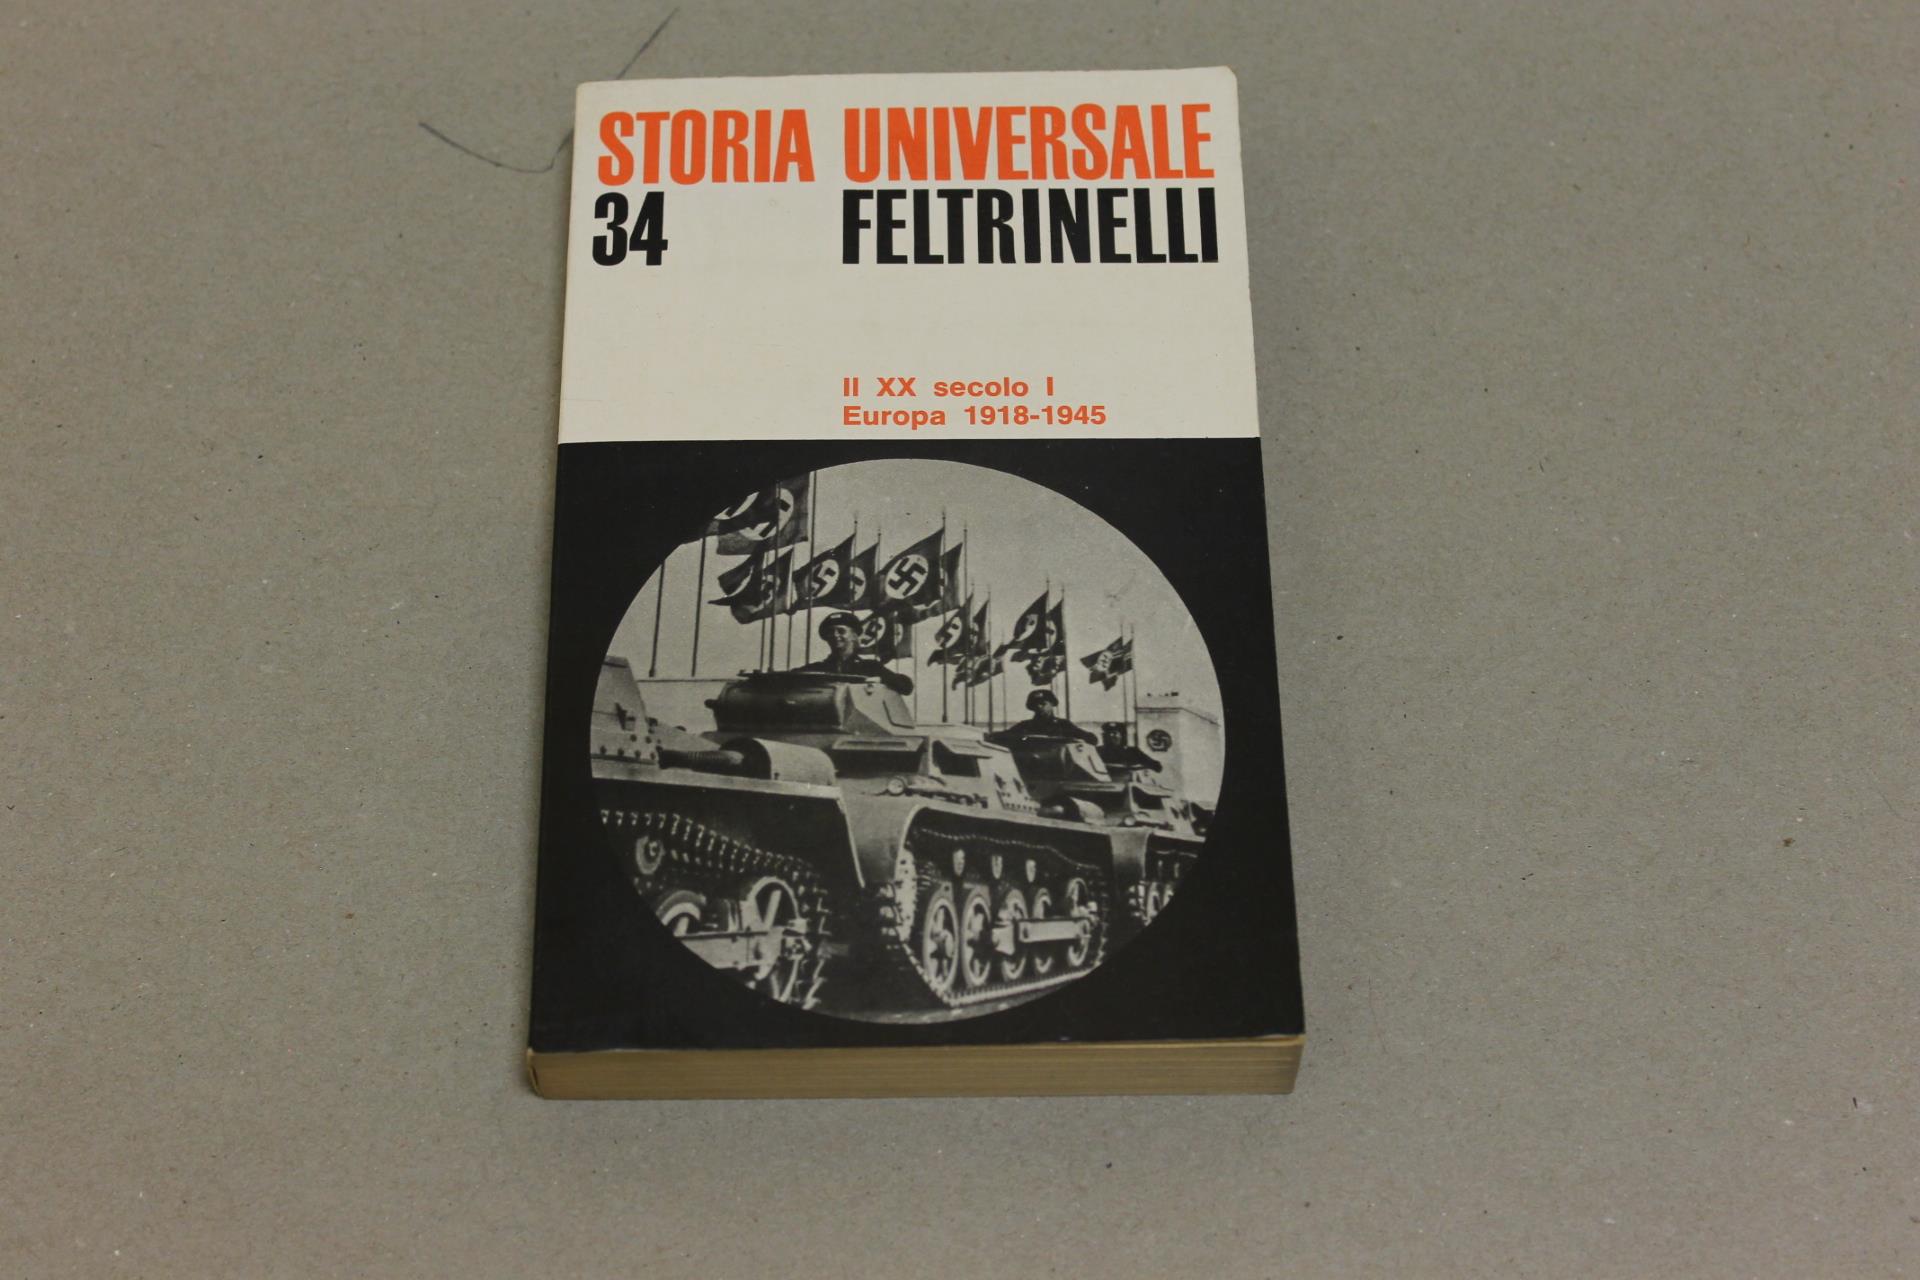 STORIA UNIVERSALE
34 FELTRINELLI
Il XX secolo I
Europa 1918-1945